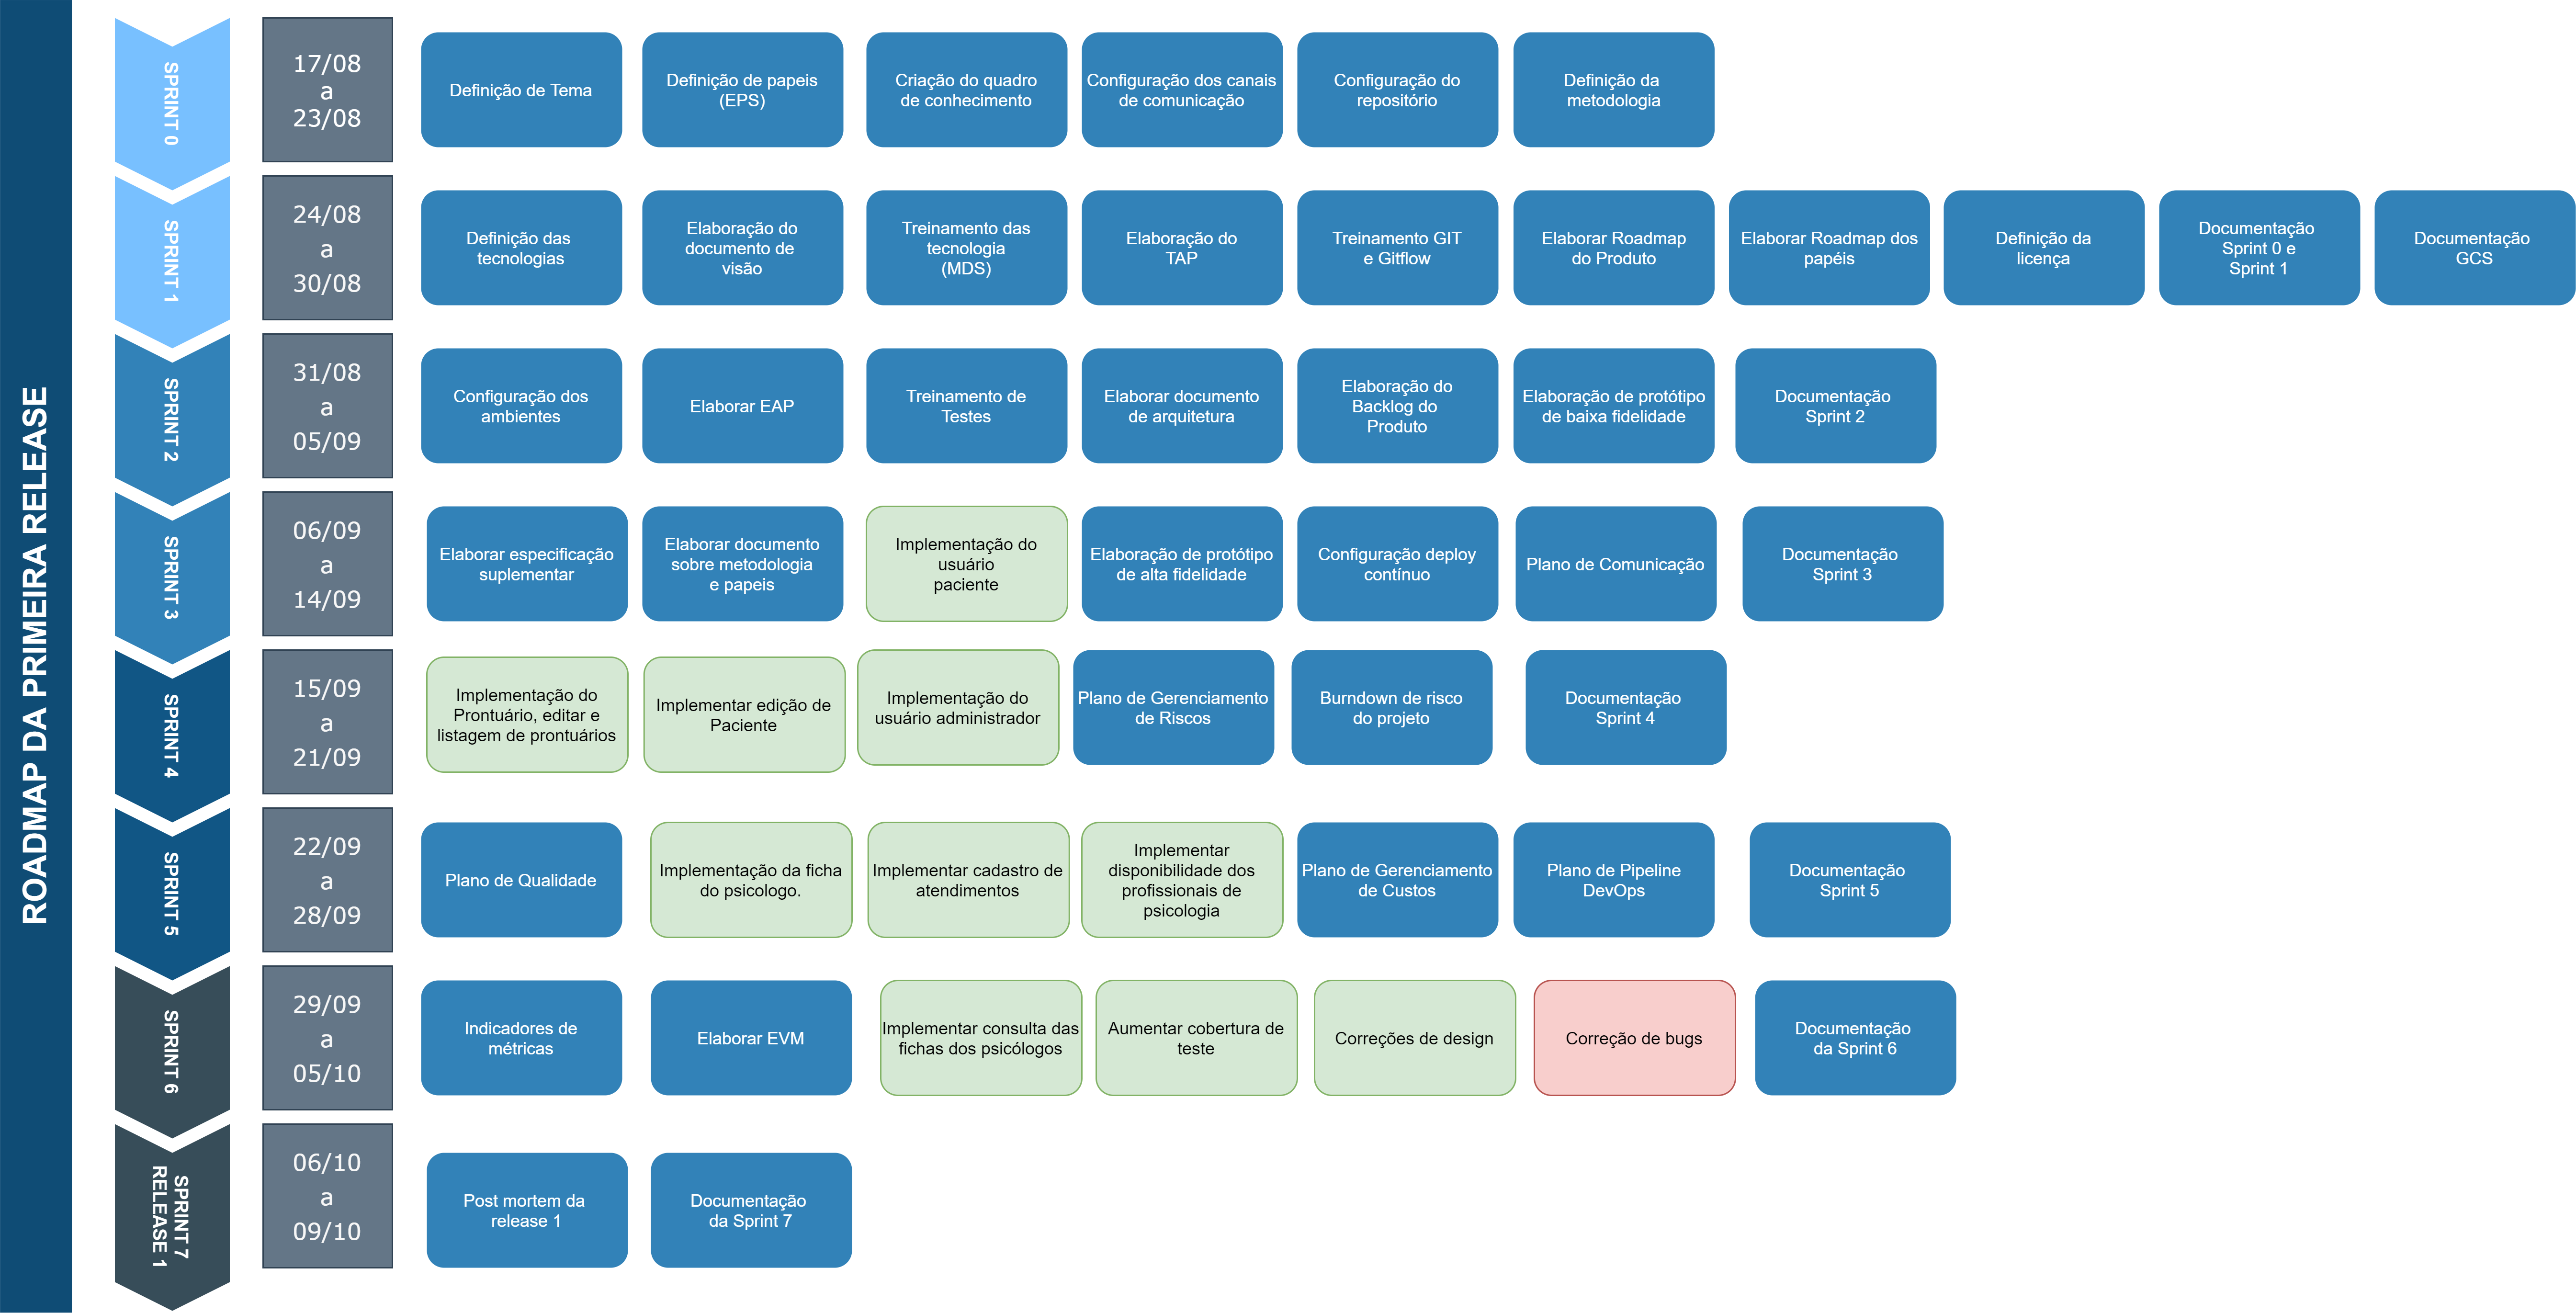 ROADMAP DA PRIMEIRA RELEASE
SPRINT 0
17/08
a
23/08
Definição de Tema
Definição de papeis
(EPS)
Criação do quadro
de conhecimento
Configuração dos canais
de comunicação
Configuração do
repositório
Definição da
metodologia
SPRINT 1
24/08
a
30/08
Definição das
tecnologias
Elaboração do
documento de
visão
Treinamento das
tecnologia
(MDS)
Elaboração do
TAP
Treinamento GIT
e Gitflow
Elaborar Roadmap
do Produto
Elaborar Roadmap dos
papéis
Definição da
licença
Documentação
Sprint 0 e
Sprint 1
Documentação
GCS
SPRINT 2
31/08
a
05/09
Configuração dos
ambientes
Elaborar EAP
Treinamento de
Testes
Elaborar documento
de arquitetura
Elaboração do
Backlog do
Produto
Elaboração de protótipo
de baixa fidelidade
Documentação
Sprint 2
SPRINT 3
06/09
a
14/09
Elaborar especificação
suplementar
Elaborar documento
sobre metodologia
e papeis
Implementação do
usuário
paciente
Elaboração de protótipo
de alta fidelidade
Configuração deploy
contínuo
Plano de Comunicação
Documentação
Sprint 3
SPRINT 4
15/09
a
21/09
Implementação do
Prontuário, editar e
listagem de prontuários
Implementar edição de
Paciente
Implementação do
usuário administrador
Plano de Gerenciamento
de Riscos
Burndown de risco
do projeto
Documentação
Sprint 4
SPRINT 5
22/09
a
28/09
Plano de Qualidade
Implementação da ficha
do psicologo.
Implementar cadastro de
atendimentos
Implementar
disponibilidade dos
profissionais de
psicologia
Plano de Gerenciamento
de Custos
Plano de Pipeline
DevOps
Documentação
Sprint 5
SPRINT 6
29/09
a
05/10
Indicadores de
métricas
Elaborar EVM
Implementar consulta das
fichas dos psicólogos
Aumentar cobertura de
teste
Correções de design
Correção de bugs
Documentação
da Sprint 6
SPRINT 7
RELEASE 1
06/10
a
09/10
Post mortem da
release 1
Documentação
da Sprint 7